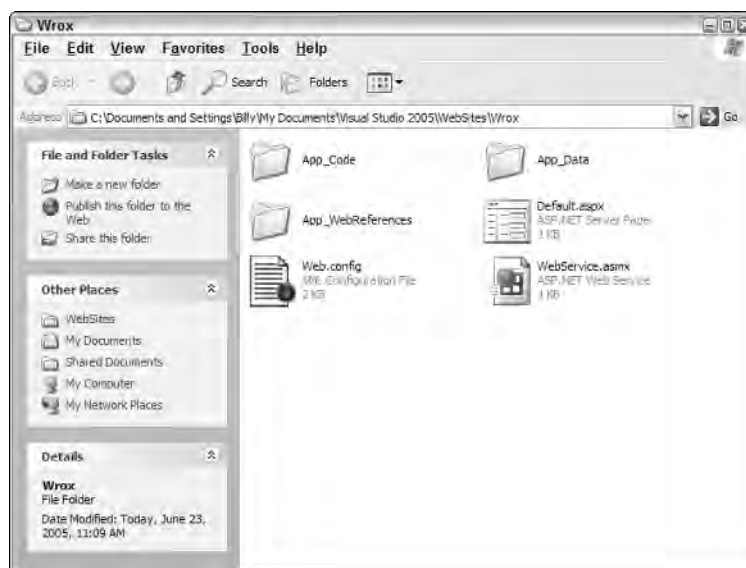 Wrox
File Edit View Favorites Tools Help
Back Search Folders
Address C:\Documents and Settings\Billy\My Documents\Visual Studio 2005\WebSites\Wrox Go
File and Folder Tasks
Make a new folder
Publish this folder to the
Web
Share this folder
Other Places
WebSites
My Documents
Shared Documents
My Computer
My Network Places
Details
Wrox
File Folder
Date Modified: Today, June 23,
2005, 11:09 AM
App_Code
App_Data
App_WebReferences
Default.aspx
ASP.NET Server Page
1 KB
Web.config
XML Configuration File
2 KB
WebService.asmx
ASP.NET Web Service
1 KB